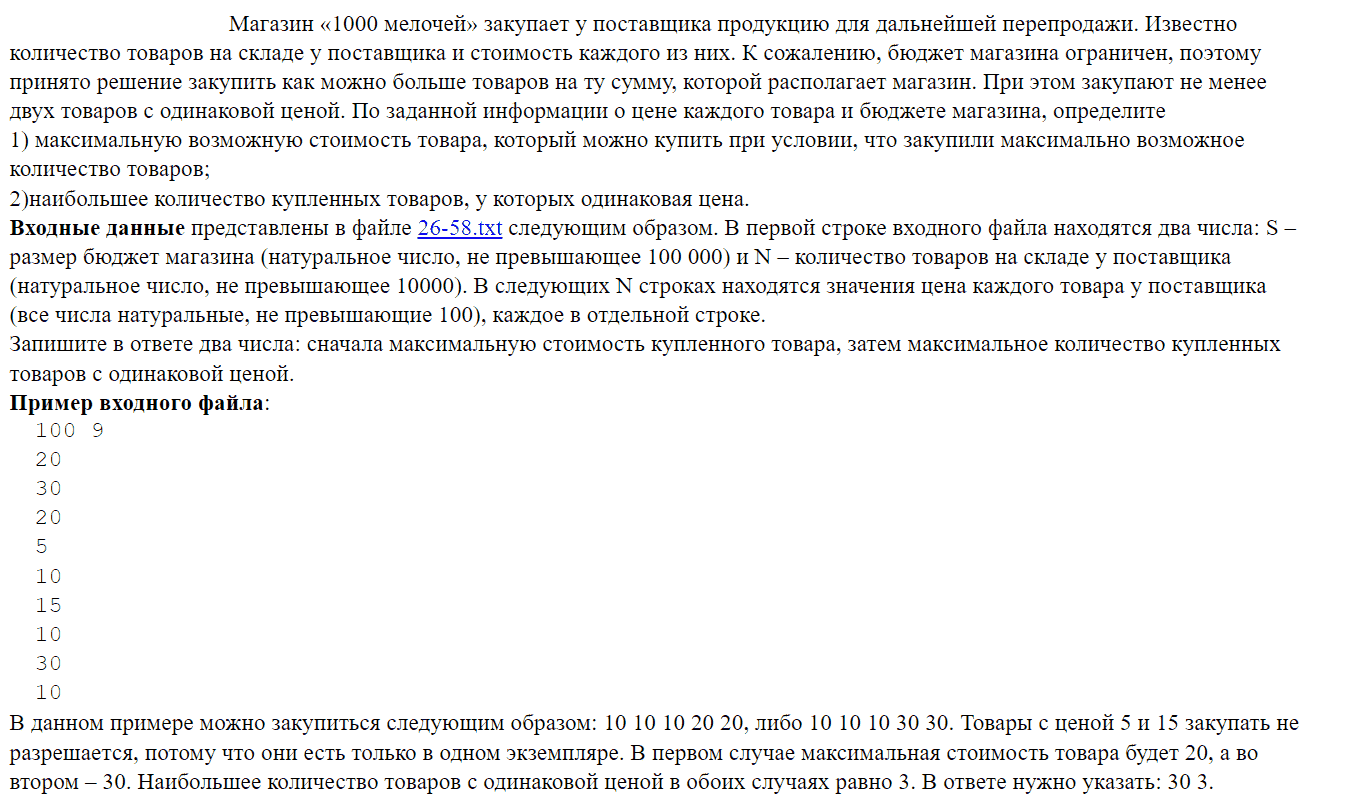 Магазин «1000 мелочей» закупает у поставщика продукцию для дальнейшей перепродажи. Известно
количество товаров на складе у поставщика и стоимость каждого из них. К сожалению, бюджет магазина ограничен, поэтому
принято решение закупить как можно больше товаров на ту сумму, которой располагает магазин. При этом закупают не менее
двух товаров с одинаковой ценой. По заданной информации о цене каждого товара и бюджете магазина, определите
1) максимальную возможную стоимость товара, который можно купить при условии, что закупили максимально возможное
количество товаров;
2)наибольшее количество купленных товаров, у которых одинаковая цена.
Входные данные представлены в файле 26-58.txt следующим образом. В первой строке входного файла находятся два числа: S –
размер бюджет магазина (натуральное число, не превышающее 100 000) и N – количество товаров на складе у поставщика
(натуральное число, не превышающее 10000). В следующих N строках находятся значения цена каждого товара у поставщика
(все числа натуральные, не превышающие 100), каждое в отдельной строке.
Запишите в ответе два числа: сначала максимальную стоимость купленного товара, затем максимальное количество купленных
товаров с одинаковой ценой.
Пример входного файла:
100 9
20
30
20
5
10
15
10
30
10
В данном примере можно закупиться следующим образом: 10 10 10 20 20, либо 10 10 10 30 30. Товары с ценой 5 и 15 закупать не
разрешается, потому что они есть только в одном экземпляре. В первом случае максимальная стоимость товара будет 20, а во
втором – 30. Наибольшее количество товаров с одинаковой ценой в обоих случаях равно 3. В ответе нужно указать: 30 3.